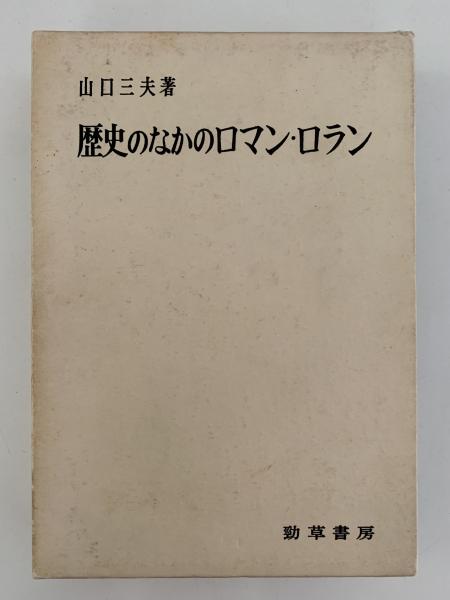 山口三夫著
歴史のなかのロマン・ロラン
勁草書房